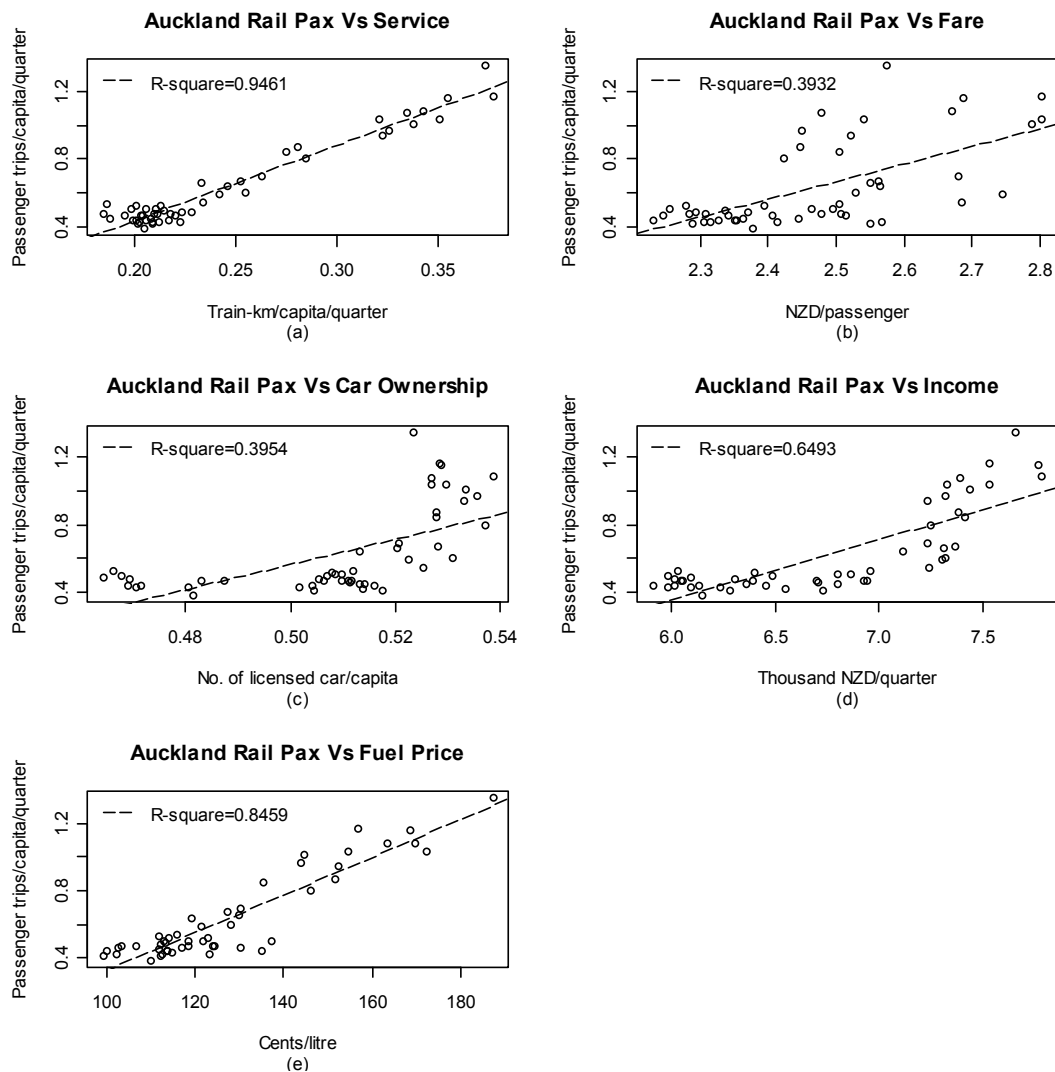 Auckland Rail Pax Vs Service
Passenger trips/capita/quarter
R-square=0.9461
1.2
0.8
0.4
0.20 0.25 0.30 0.35
Train-km/capita/quarter
(a)
Auckland Rail Pax Vs Fare
Passenger trips/capita/quarter
R-square=0.3932
1.2
0.8
0.4
2.3 2.4 2.5 2.6 2.7 2.8
NZD/passenger
(b)
Auckland Rail Pax Vs Car Ownership
Passenger trips/capita/quarter
R-square=0.3954
1.2
0.8
0.4
0.48 0.50 0.52 0.54
No. of licensed car/capita
(c)
Auckland Rail Pax Vs Income
Passenger trips/capita/quarter
R-square=0.6493
1.2
0.8
0.4
6.0 6.5 7.0 7.5
Thousand NZD/quarter
(d)
Auckland Rail Pax Vs Fuel Price
Passenger trips/capita/quarter
R-square=0.8459
1.2
0.8
0.4
100 120 140 160 180
Cents/litre
(e)